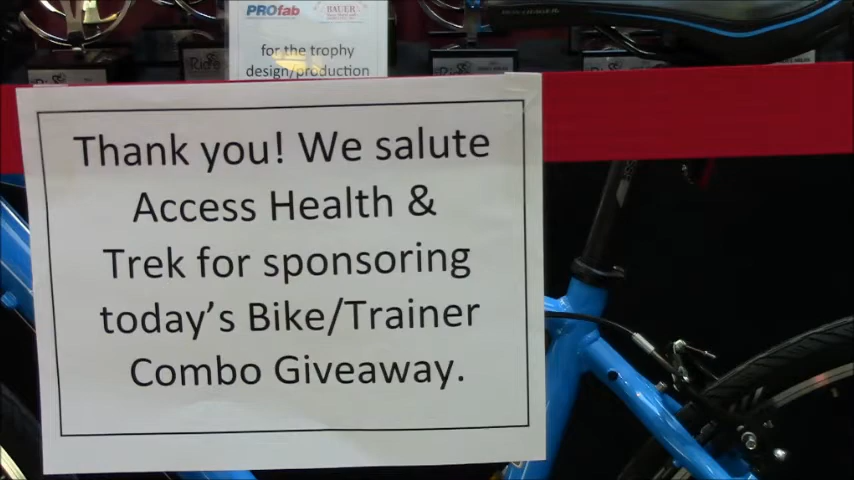 PROfab BAUER
for the trophy
design/production
Thank you! We salute
Access Health &
Trek for sponsoring
today's Bike/Trainer
Combo Giveaway.